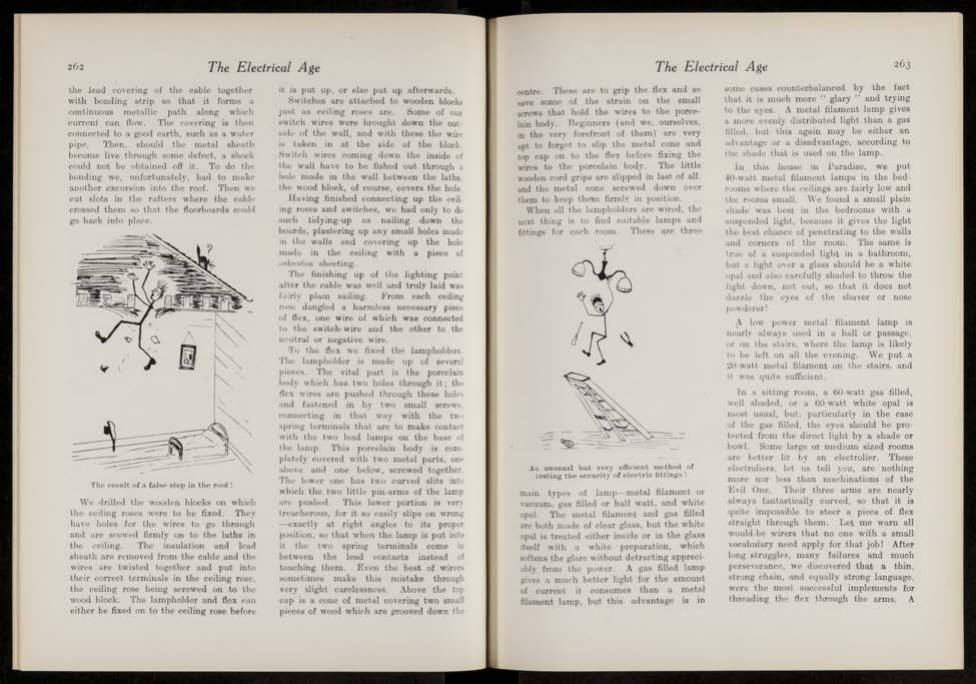 262
The Electrical Age
the lead covering of the cable together
with bonding strip so that it forms a
continuous metallic path along which
current can flow. The covering is then
connected to a good earth, such as a water
pipe. Then, should the metal sheath
become live through some defect, a shock
could not be obtained off it. To do the
bonding we, unfortunately, had to make
another excursion into the roof. Then we
cut slots in the rafters where the cable
crossed them so that the floorboards could
go back into place.
?
The result of a false step in the roof!
We drilled the wooden blocks on which
the ceiling roses were to be fixed. They
have holes for the wires to go through
and are scewed firmly on to the laths in
the ceiling. The insulation and lead
sheath are removed from the cable and the
wires are twisted together and put into
their correct terminals in the ceiling rose,
the ceiling rose being screwed on to the
wood block. The lampholder and flex can
either be fixed on to the ceiling rose before
it is put up, or else put up afterwards.
Switches are attached to wooden blocks
just as ceiling roses are. Some of our
switch wires were brought down the out
side of the wall, and with these the wire
is taken in at the side of the block.
Switch wires coming down the inside of
the wall have to be fished out through a
hole made in the wall between the laths,
the wood block, of course, covers the hole.
Having finished connecting up the ceil-
ing roses and switches, we had only to do
such tidying-up as nailing down the
boards, plastering up any small holes made
in the walls and covering up the hole
made in the ceiling with a piece of
asbestos sheeting.
The finishing up of the lighting point
after the cable was well and truly laid was
fairly plain sailing. From each ceiling
rose dangled a harmless necessary piece
of flex, one wire of which was connected
to the switch-wire and the other to the
neutral or negative wire.
To the flex we fixed the lampholders.
The lampholder is made up of several
pieces. The vital part is the porcelain
body which has two holes through it; the
flex wires are pushed through these holes
and fastened in by two small screws,
connecting in that way with the two
spring terminals that are to make contact
with the two lead lumps on the base of
the lamp. This porcelain body is com-
pletely covered with two metal parts, one
above and one below, screwed together.
The lower one has two curved slits into
which the two little pin-arms of the lamp
are pushed. This lower portion is very
treacherous, for it so easily slips on wrong
—exactly at right angles to its proper
position, so that when the lamp is put into
it the two spring terminals come in
between the lead contacts instead of
touching them. Even the best of wirers
sometimes make this mistake through
very slight carelessness. Above the top
cap is a cone of metal covering two small
pieces of wood which are grooved down the
The Electrical Age
263
centre. These are to grip the flex and so
save some of the strain on the small
screws that hold the wires to the porce-
lain body. Beginners (and we, ourselves,
in the very forefront of them) are very
apt to forget to slip the metal cone and
top cap on to the flex before fixing the
wires to the porcelain body. The little
wooden cord grips are slipped in last of all,
and the metal cone screwed down over
them to keep them firmly in position.
When all the lampholders are wired, the
next thing is to find suitable lamps and
fittings for each room. There are three
An unusual but very efficient method of
testing the security of electric fittings!
main types of lamp—metal filament or
vacuum, gas filled or half watt, and white
opal. The metal filament and gas filled
are both made of clear glass, but the white
opal is treated either inside or in the glass
itself with a white preparation, which
softens the glare without detracting appreci-
ably from the power. A gas filled lamp
gives a much better light for the amount
of current it consumes than a metal
filament lamp, but this advantage is in
some cases counterbalanced by the fact
that it is much more " glary " and trying
to the eyes. A metal filament lamp gives
a more evenly distributed light than a gas
filled, but this again may be either an
advantage or a disadvantage, according to
the shade that is used on the lamp.
In this house in Paradise, we put
40-watt metal filament lamps in the bed-
rooms where the ceilings are fairly low and
the rooms small. We found a small plain
shade was best in the bedrooms with a
suspended light, because it gives the light
the best chance of penetrating to the walls
and corners of the room. The same is
true of a suspended light in a bathroom,
but a light over a glass should be a white
opal and also carefully shaded to throw the
light down, not out, so that it does not
dazzle the eyes of the shaver or nose
powderer!
A low power metal filament lamp is
nearly always used in a hall or passage,
or on the stairs, where the lamp is likely
to be left on all the evening. We put a
20-watt metal filament on the stairs, and
it was quite sufficient.
In a sitting room, a 60-watt gas filled,
well shaded, or a 60-watt white opal is
most usual, but, particularly in the case
of the gas filled, the eyes should be pro-
tected from the direct light by a shade or
bowl. Some large or medium sized rooms
are better lit by an electrolier. These
electroliers, let us tell you, are nothing
more nor less than machinations of the
Evil One. Their three arms are nearly
always fantastically curved, so that it is
quite impossible to steer a piece of flex
straight through them. Let me warn all
would-be wirers that no one with a small
vocabulary need apply for that job! After
long struggles, many failures and much
perseverance, we discovered that a thin,
strong chain, and equally strong language,
were the most successful implements for
threading the flex through the arms. A